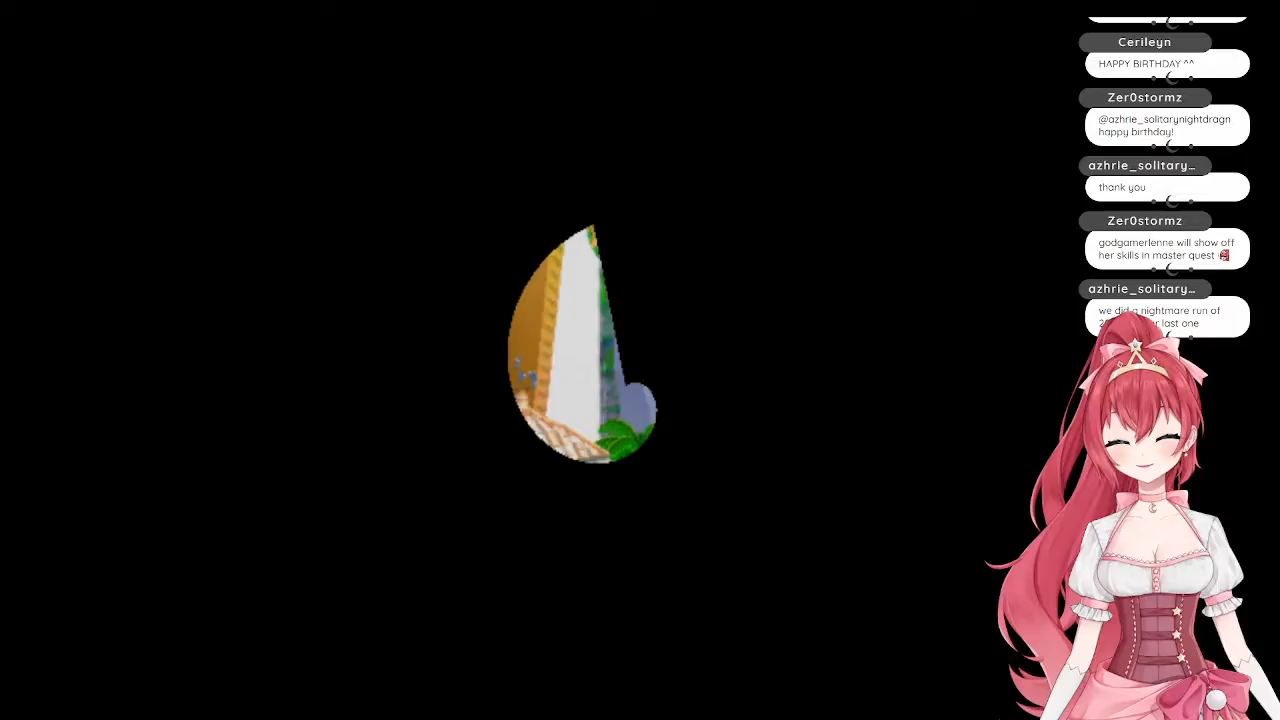 Cerileyn
HAPPY BIRTHDAY ^^
Zer0stormz
@azhrie_solitarynightdragn
happy birthday!
azhrie_solitary...
thank you
Zer0stormz
godgamerlenne will show off
her skills in master quest
azhrie_solitary...
we did a nightmare run of
last one